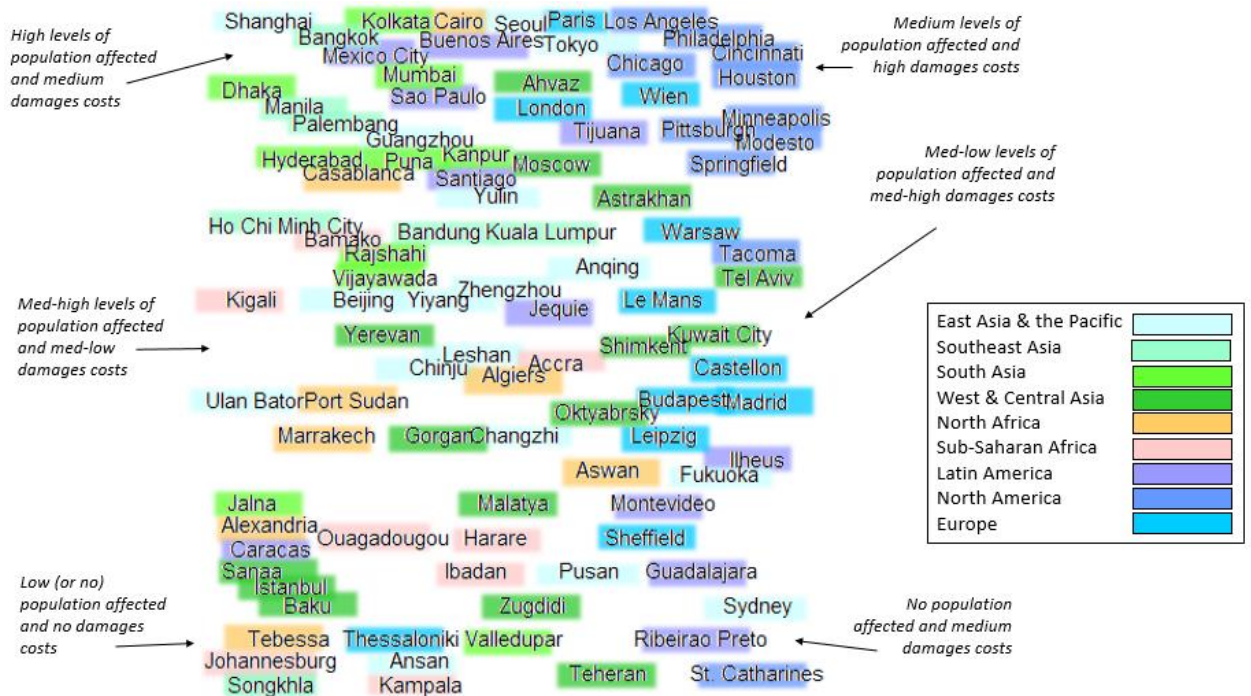 Shanghai Kolkata Cairo Seoul Paris Los Angeles
Bangkok Buenos Aires Tokyo Philadelphia
Mexico City Chicago Cincinnati
Mumbai Ahvaz Houston
Dhaka Sao Paulo London Wien
Manila
Palembang Tijuana Pittsburgh Minneapolis
Guangzhou Modesto
Hyderabad Puna Kanpur Moscow Springfield
Casablanca Santiago
Yulin Astrakhan
Ho Chi Minh City Bandung Kuala Lumpur Warsaw
Bamako
Rajshahi Tacoma
Vijayawada Anqing Tel Aviv
Kigali Beijing Yiyang Zhengzhou Le Mans
Jequie
Yerevan Shimkent Kuwait City
Leshan
Chinju Algiers Accra Castellon
Ulan Bator Port Sudan Oktyabrsky Budapest Madrid
Marrakech Gorgan Changzhi Leipzig
Ilheus
Aswan Fukuoka
Jalna Malatya Montevideo
Alexandria
Caracas Ouagadougou Harare Sheffield
Sanaa Ibadan Pusan Guadalajara
Istanbul
Baku Zugdidi Sydney
Tebessa Thessaloniki Valledupar Ribeirao Preto
Johannesburg Ansan
Songkhla Kampala Teheran St. Catharines
High levels of
population affected
and medium
damages costs
Medium levels of
population affected and
high damages costs
Med-low levels of
population affected and
med-high damages costs
Med-high levels of
population affected
and med-low
damages costs
Low (or no)
population affected
and no damages
costs
No population
affected and medium
damages costs
East Asia & the Pacific
Southeast Asia
South Asia
West & Central Asia
North Africa
Sub-Saharan Africa
Latin America
North America
Europe